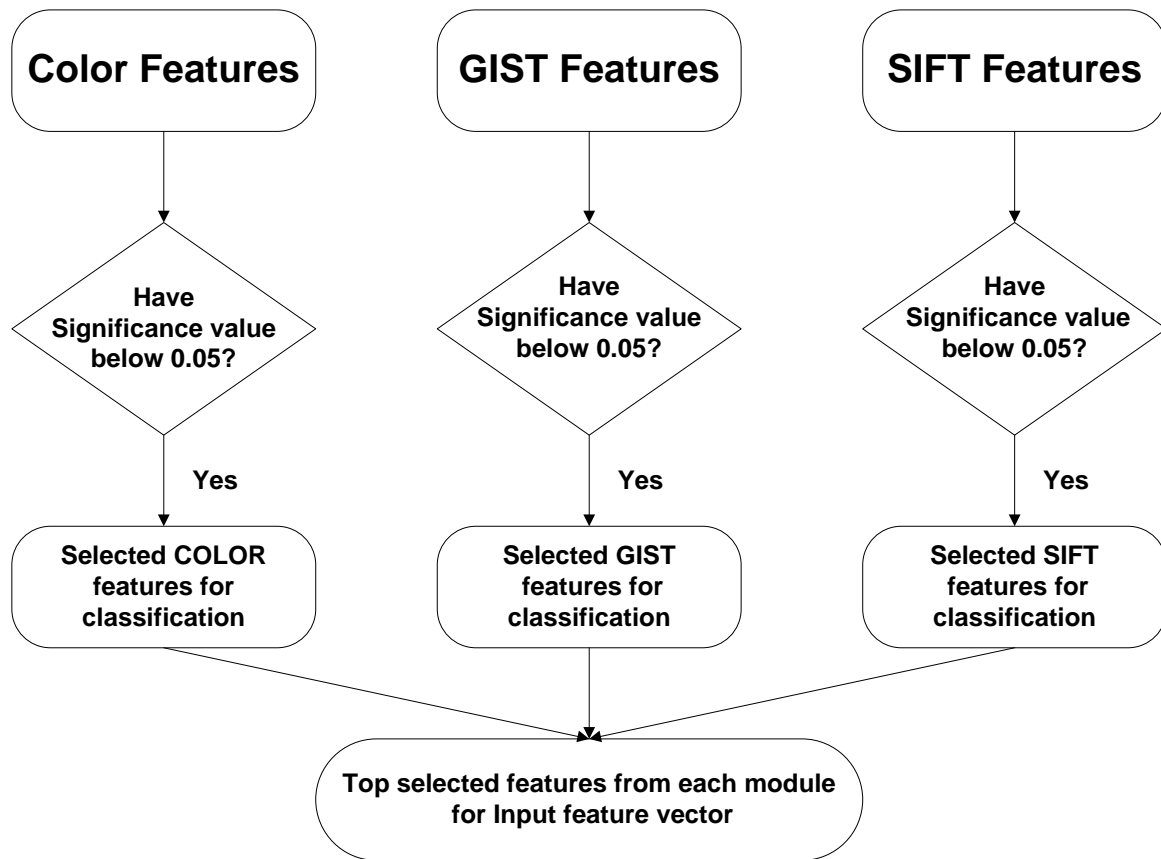 Color Features
GIST Features
SIFT Features
Have
Significance value
below 0.05?
Have
Significance value
below 0.05?
Have
Significance value
below 0.05?
Yes
Yes
Yes
Selected COLOR
features for
classification
Selected GIST
features for
classification
Selected SIFT
features for
classification
Top selected features from each module
for Input feature vector